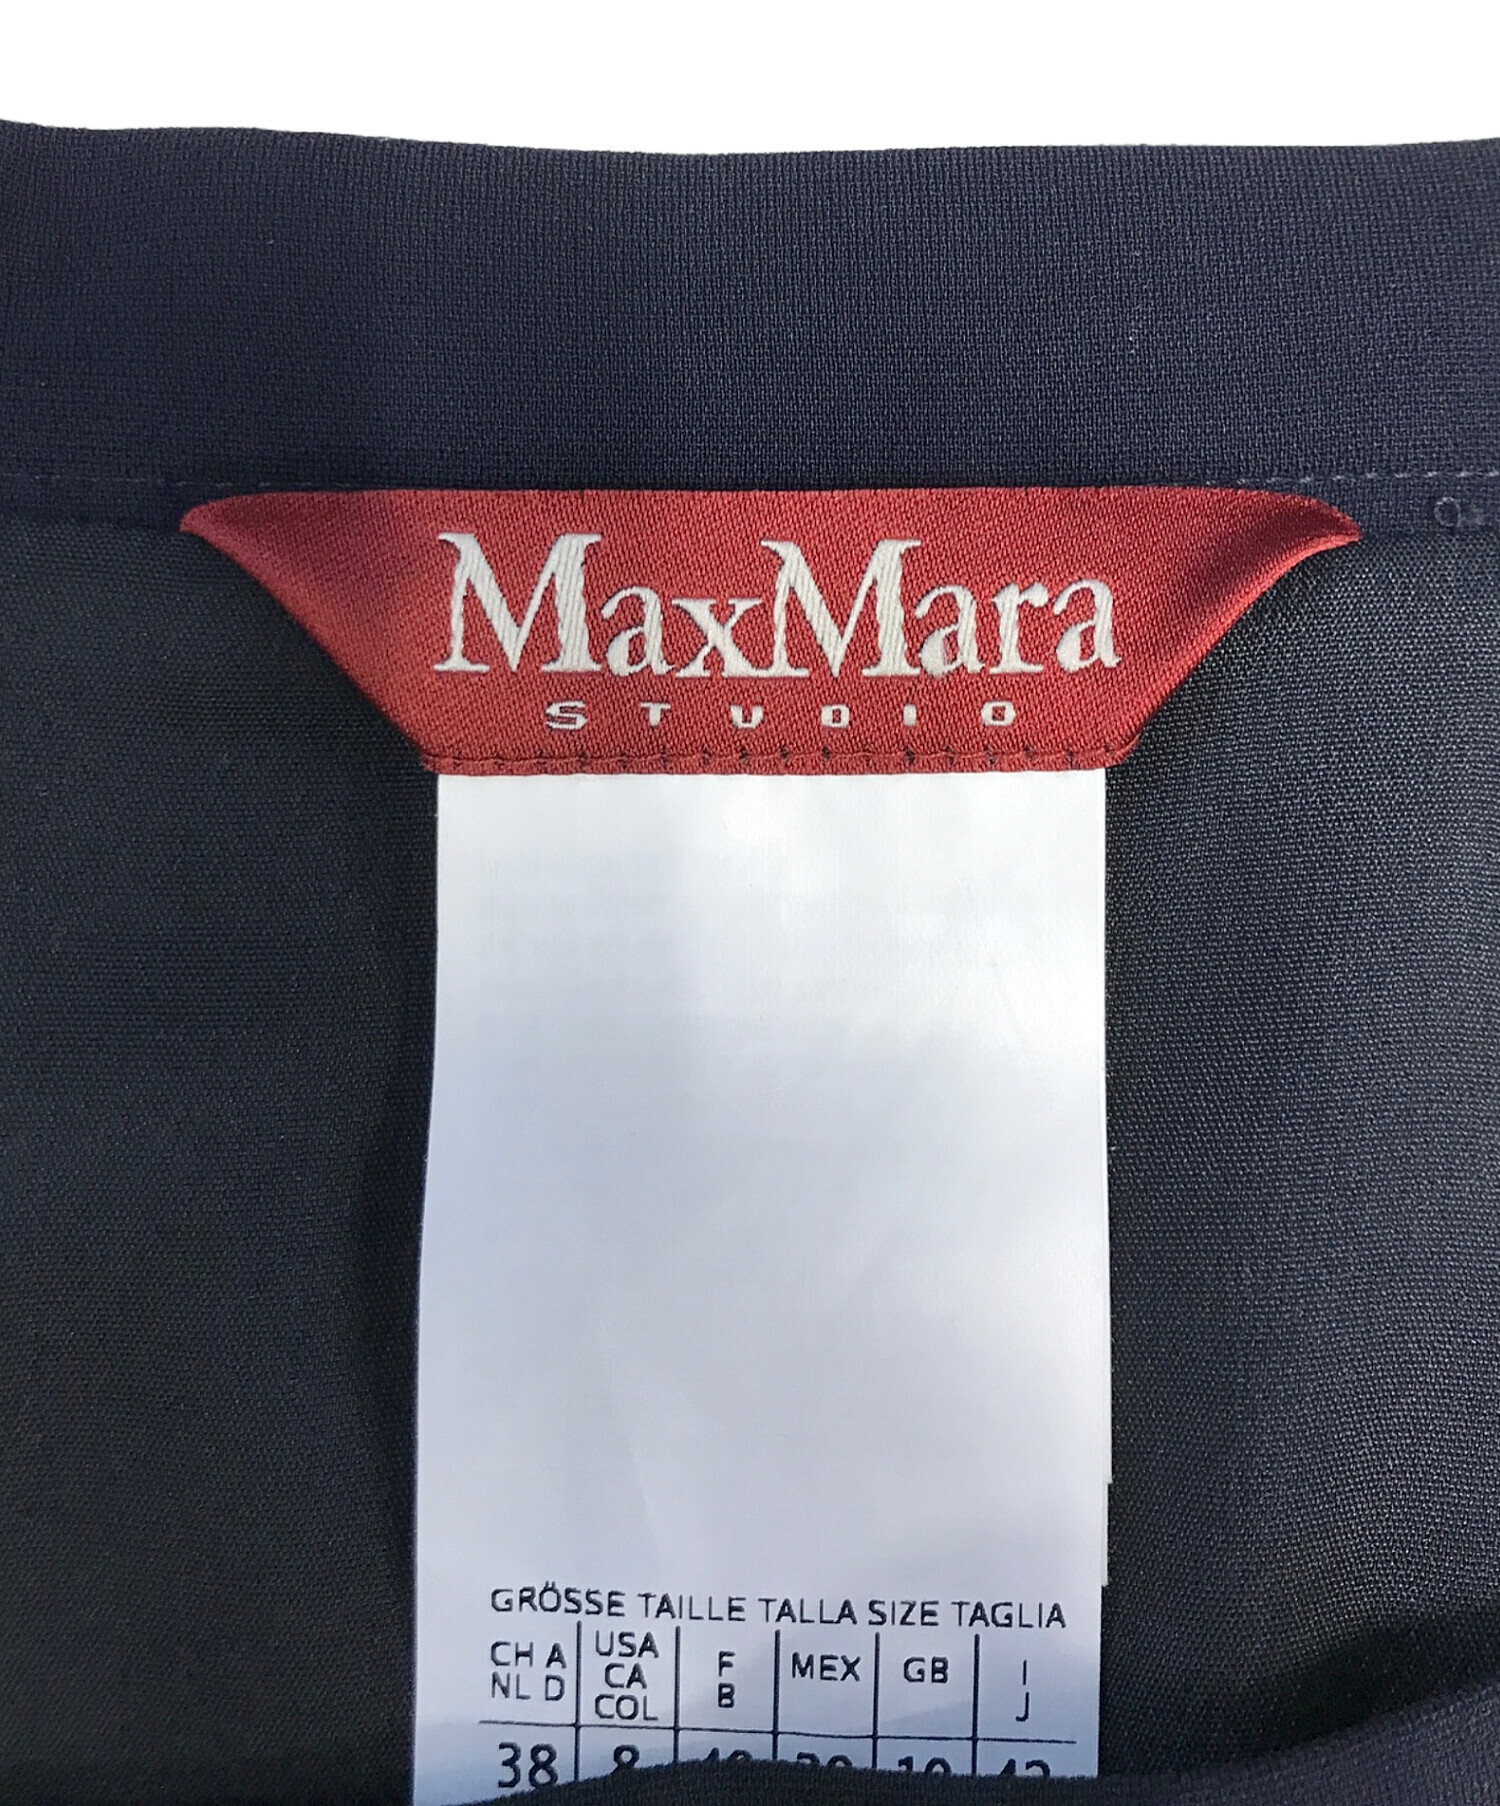 MaxMara
STUDIO
GRÖSSE TAILLE TALLA SIZE TAGLIA
CH A NL D | USA CA COL | F B | MEX | GB | I J
38 8